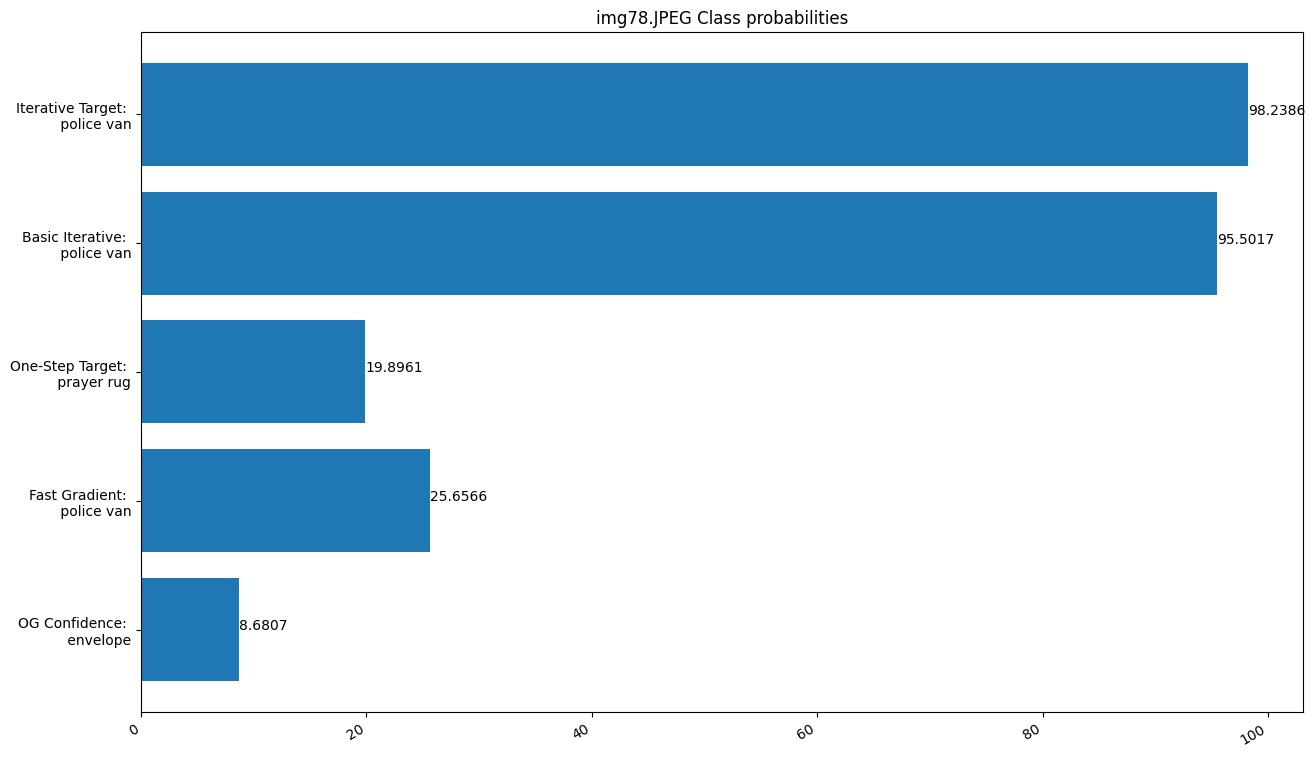 img78.JPEG Class probabilities
Iterative Target:
police van
98.2386
Basic Iterative:
police van
95.5017
One-Step Target:
prayer rug
19.8961
Fast Gradient:
police van
25.6566
OG Confidence:
envelope
8.6807
0
20
40
60
80
100